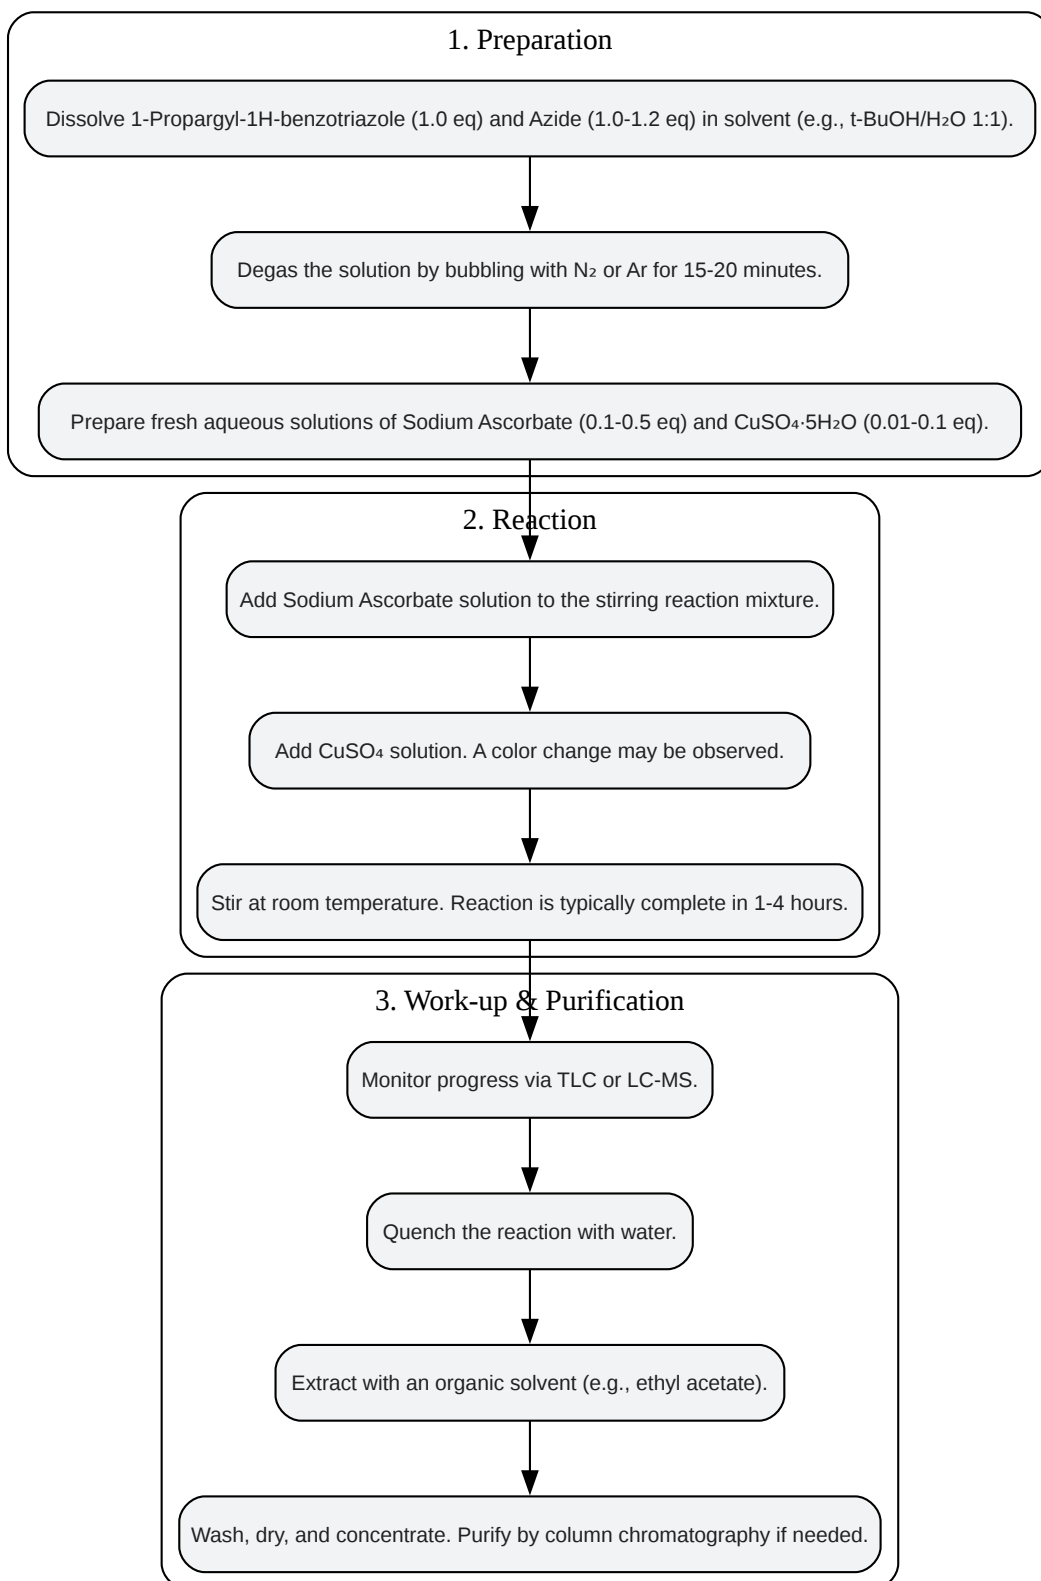 1. Preparation
Dissolve 1-Propargyl-1H-benzotriazole (1.0 eq) and Azide (1.0-1.2 eq) in solvent (e.g., t-BuOH/H₂O 1:1).
Degas the solution by bubbling with N₂ or Ar for 15-20 minutes.
Prepare fresh aqueous solutions of Sodium Ascorbate (0.1-0.5 eq) and CuSO₄·5H₂O (0.01-0.1 eq).
2. Reaction
Add Sodium Ascorbate solution to the stirring reaction mixture.
Add CuSO₄ solution. A color change may be observed.
Stir at room temperature. Reaction is typically complete in 1-4 hours.
3. Work-up & Purification
Monitor progress via TLC or LC-MS.
Quench the reaction with water.
Extract with an organic solvent (e.g., ethyl acetate).
Wash, dry, and concentrate. Purify by column chromatography if needed.